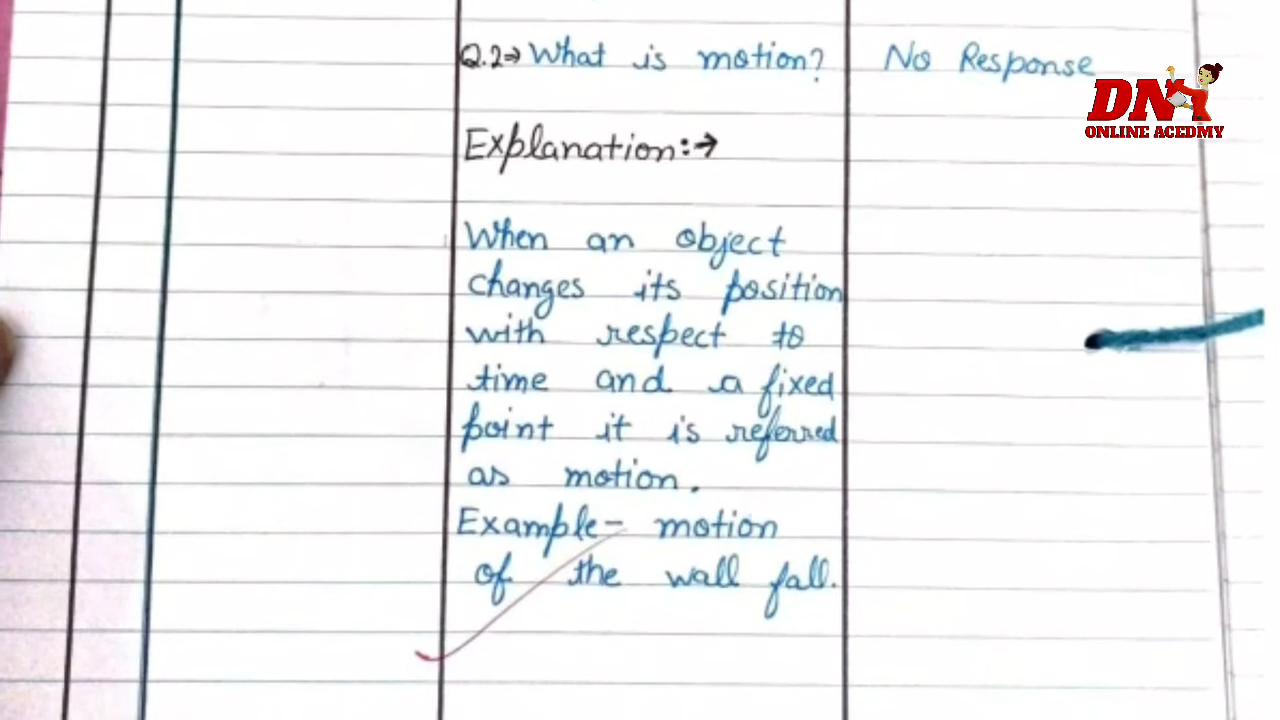 Q.2→ What is motion?
No Response
DN
ONLINE ACEDMY
Explanation:→
When an object
changes its position
with respect to
time and a fixed
point it is referred
as motion.
Example- motion
of the wall fall.